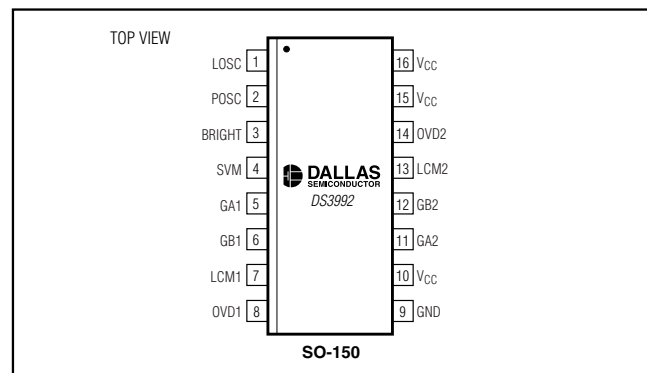 TOP VIEW
LOSC 1
POSC 2
BRIGHT 3
SVM 4
GA1 5
GB1 6
LCM1 7
OVD1 8
DALLAS
SEMICONDUCTOR
DS3992
16 VCC
15 VCC
14 OVD2
13 LCM2
12 GB2
11 GA2
10 VCC
9 GND
SO-150